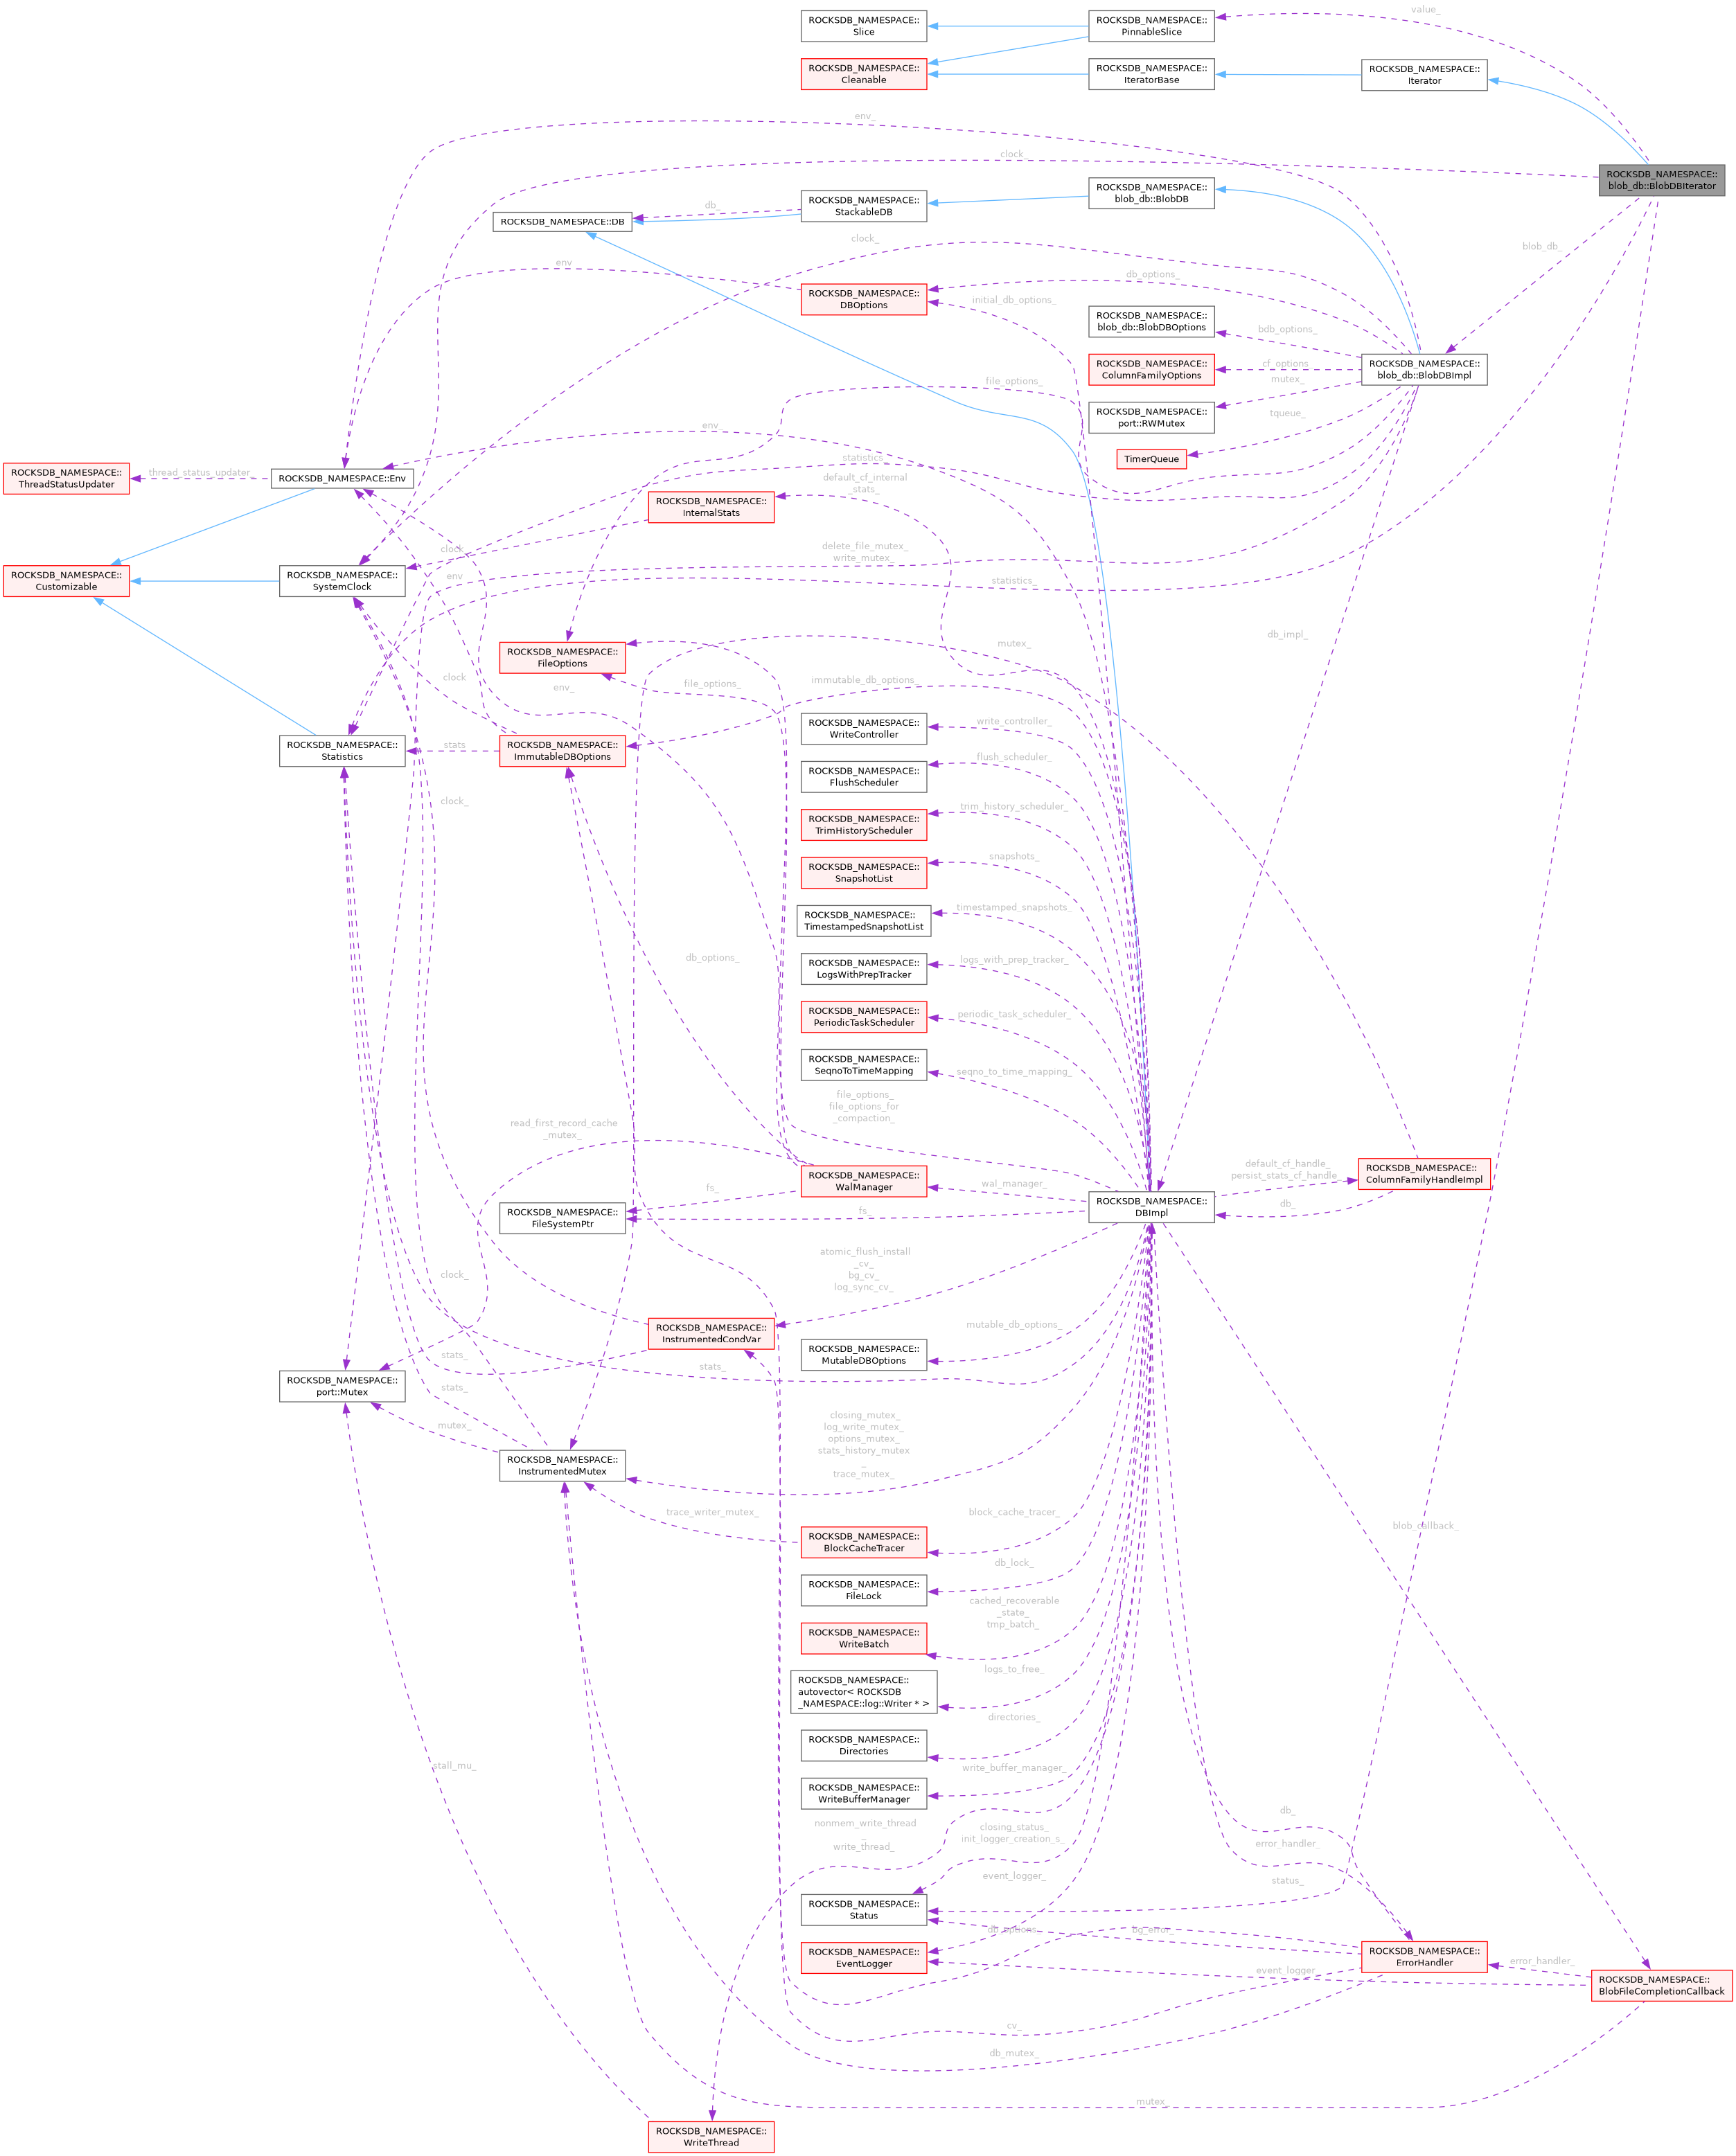 value_
ROCKSDB_NAMESPACE::
Slice
ROCKSDB_NAMESPACE::
PinnableSlice
ROCKSDB_NAMESPACE::
Cleanable
ROCKSDB_NAMESPACE::
IteratorBase
ROCKSDB_NAMESPACE::
Iterator
env_
clock_
ROCKSDB_NAMESPACE::
blob_db::BlobDBIterator
ROCKSDB_NAMESPACE::DB
db_
ROCKSDB_NAMESPACE::
StackableDB
ROCKSDB_NAMESPACE::
blob_db::BlobDB
clock_
blob_db_
env
ROCKSDB_NAMESPACE::
DBOptions
initial_db_options_
db_options_
ROCKSDB_NAMESPACE::
blob_db::BlobDBOptions
bdb_options_
ROCKSDB_NAMESPACE::
ColumnFamilyOptions
cf_options_
ROCKSDB_NAMESPACE::
blob_db::BlobDBImpl
file_options_
mutex_
ROCKSDB_NAMESPACE::
port::RWMutex
tqueue_
env_
TimerQueue
statistics_
ROCKSDB_NAMESPACE::
ThreadStatusUpdater
thread_status_updater_
ROCKSDB_NAMESPACE::Env
ROCKSDB_NAMESPACE::
InternalStats
default_cf_internal
_stats_
clock_
delete_file_mutex_
write_mutex_
ROCKSDB_NAMESPACE::
Customizable
ROCKSDB_NAMESPACE::
SystemClock
env
statistics_
db_impl_
ROCKSDB_NAMESPACE::
FileOptions
mutex_
clock
env_
file_options_
immutable_db_options_
ROCKSDB_NAMESPACE::
Statistics
stats
ROCKSDB_NAMESPACE::
ImmutableDBOptions
ROCKSDB_NAMESPACE::
WriteController
write_controller_
ROCKSDB_NAMESPACE::
FlushScheduler
flush_scheduler_
clock_
ROCKSDB_NAMESPACE::
TrimHistoryScheduler
trim_history_scheduler_
ROCKSDB_NAMESPACE::
SnapshotList
snapshots_
ROCKSDB_NAMESPACE::
TimestampedSnapshotList
timestamped_snapshots_
db_options_
ROCKSDB_NAMESPACE::
LogsWithPrepTracker
logs_with_prep_tracker_
ROCKSDB_NAMESPACE::
PeriodicTaskScheduler
periodic_task_scheduler_
ROCKSDB_NAMESPACE::
SeqnoToTimeMapping
seqno_to_time_mapping_
file_options_
file_options_for
_compaction_
read_first_record_cache
_mutex_
ROCKSDB_NAMESPACE::
WalManager
wal_manager_
default_cf_handle_
persist_stats_cf_handle_
ROCKSDB_NAMESPACE::
ColumnFamilyHandleImpl
fs_
ROCKSDB_NAMESPACE::
FileSystemPtr
fs_
ROCKSDB_NAMESPACE::
DBImpl
db_
atomic_flush_install
_cv_
bg_cv_
log_sync_cv_
clock_
ROCKSDB_NAMESPACE::
InstrumentedCondVar
mutable_db_options_
ROCKSDB_NAMESPACE::
MutableDBOptions
stats_
stats_
ROCKSDB_NAMESPACE::
port::Mutex
stats_
mutex_
ROCKSDB_NAMESPACE::
InstrumentedMutex
closing_mutex_
log_write_mutex_
options_mutex_
stats_history_mutex
_
trace_mutex_
trace_writer_mutex_
ROCKSDB_NAMESPACE::
BlockCacheTracer
block_cache_tracer_
blob_callback_
ROCKSDB_NAMESPACE::
FileLock
db_lock_
ROCKSDB_NAMESPACE::
WriteBatch
cached_recoverable
_state_
tmp_batch_
ROCKSDB_NAMESPACE::
autovector< ROCKSDB
_NAMESPACE::log::Writer * >
logs_to_free_
ROCKSDB_NAMESPACE::
Directories
directories_
stall_mu_
ROCKSDB_NAMESPACE::
WriteBufferManager
write_buffer_manager_
nonmem_write_thread
_
write_thread_
closing_status_
init_logger_creation_s_
db_
error_handler_
event_logger_
status_
ROCKSDB_NAMESPACE::
Status
db_options_
bg_error_
ROCKSDB_NAMESPACE::
EventLogger
event_logger_
ROCKSDB_NAMESPACE::
ErrorHandler
error_handler_
ROCKSDB_NAMESPACE::
BlobFileCompletionCallback
cv_
db_mutex_
mutex_
ROCKSDB_NAMESPACE::
WriteThread